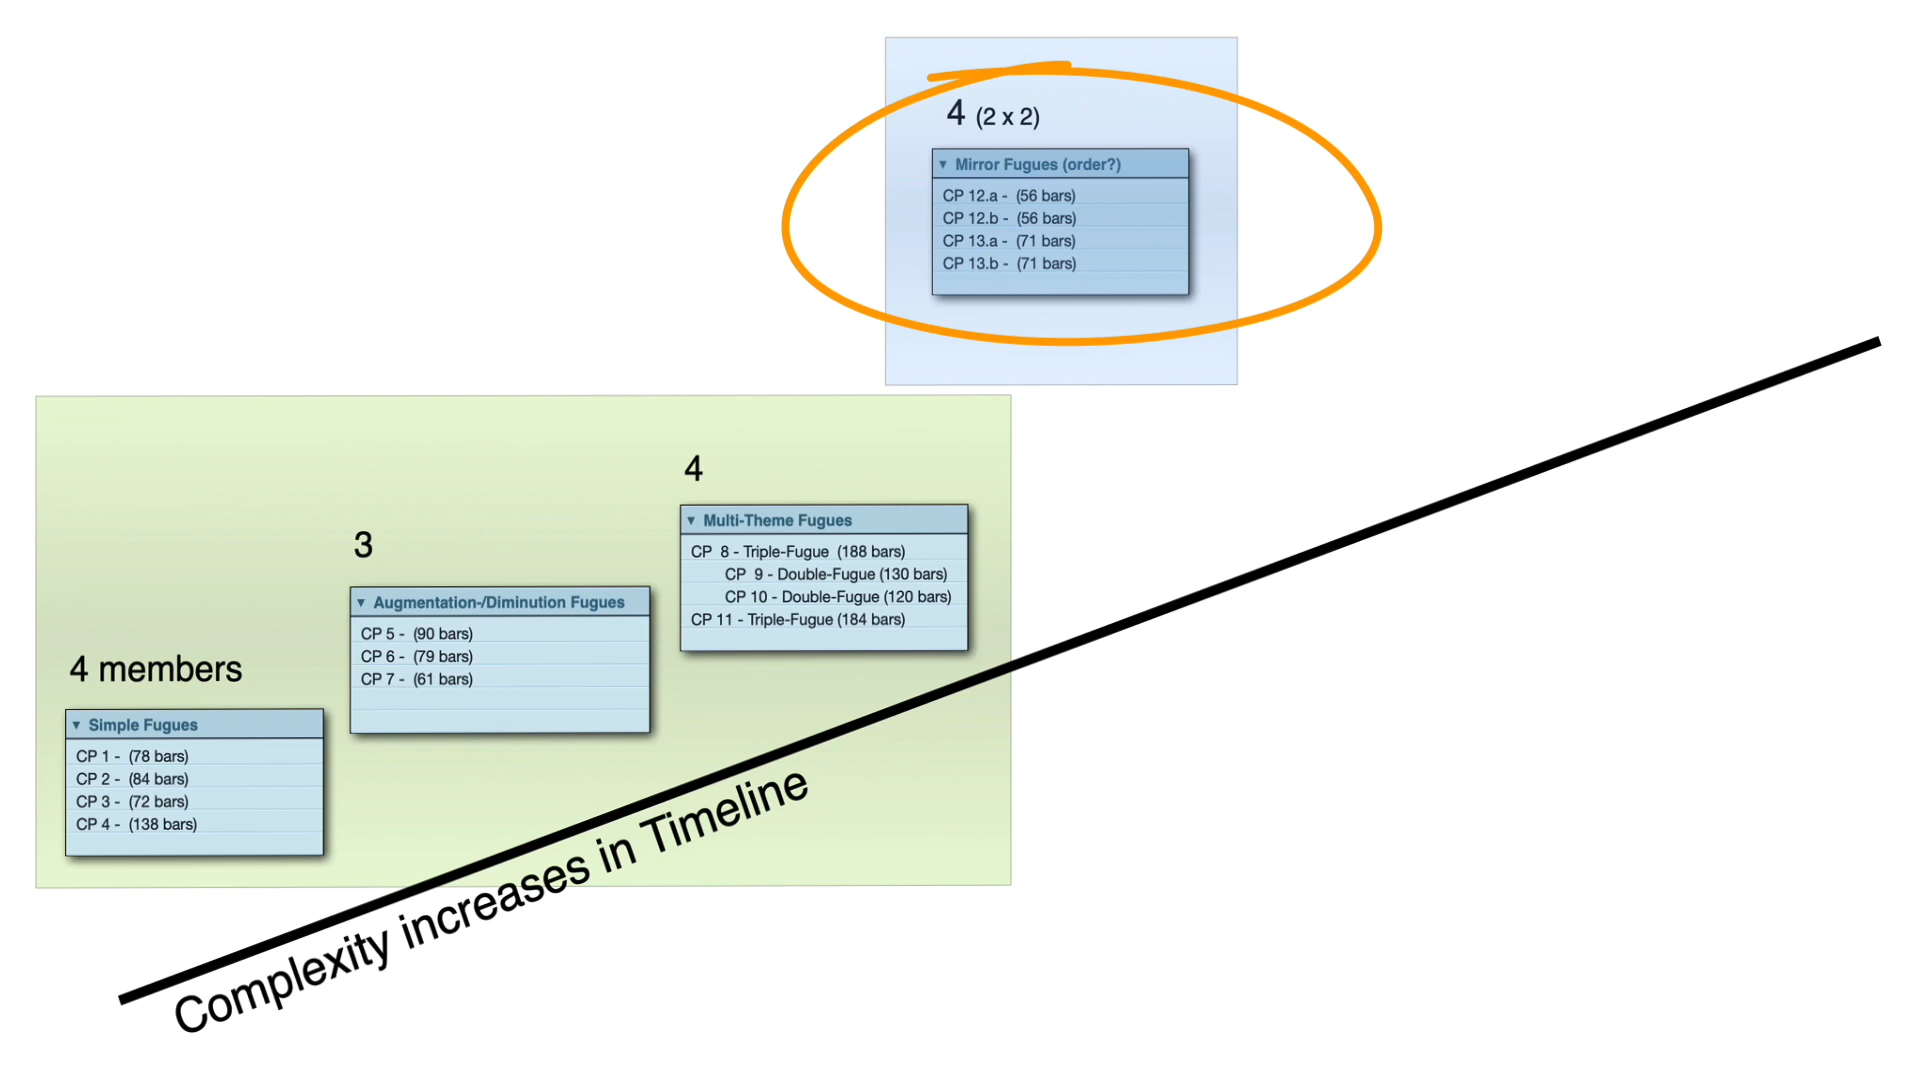 4 (2 x 2)
▼ Mirror Fugues (order?)
CP 12.a - (56 bars)
CP 12.b - (56 bars)
CP 13.a - (71 bars)
CP 13.b - (71 bars)
4
▼ Multi-Theme Fugues
CP 8 - Triple-Fugue (188 bars)
CP 9 - Double-Fugue (130 bars)
CP 10 - Double-Fugue (120 bars)
CP 11 - Triple-Fugue (184 bars)
3
▼ Augmentation-/Diminution Fugues
CP 5 - (90 bars)
CP 6 - (79 bars)
CP 7 - (61 bars)
4 members
▼ Simple Fugues
CP 1 - (78 bars)
CP 2 - (84 bars)
CP 3 - (72 bars)
CP 4 - (138 bars)
Complexity increases in Timeline